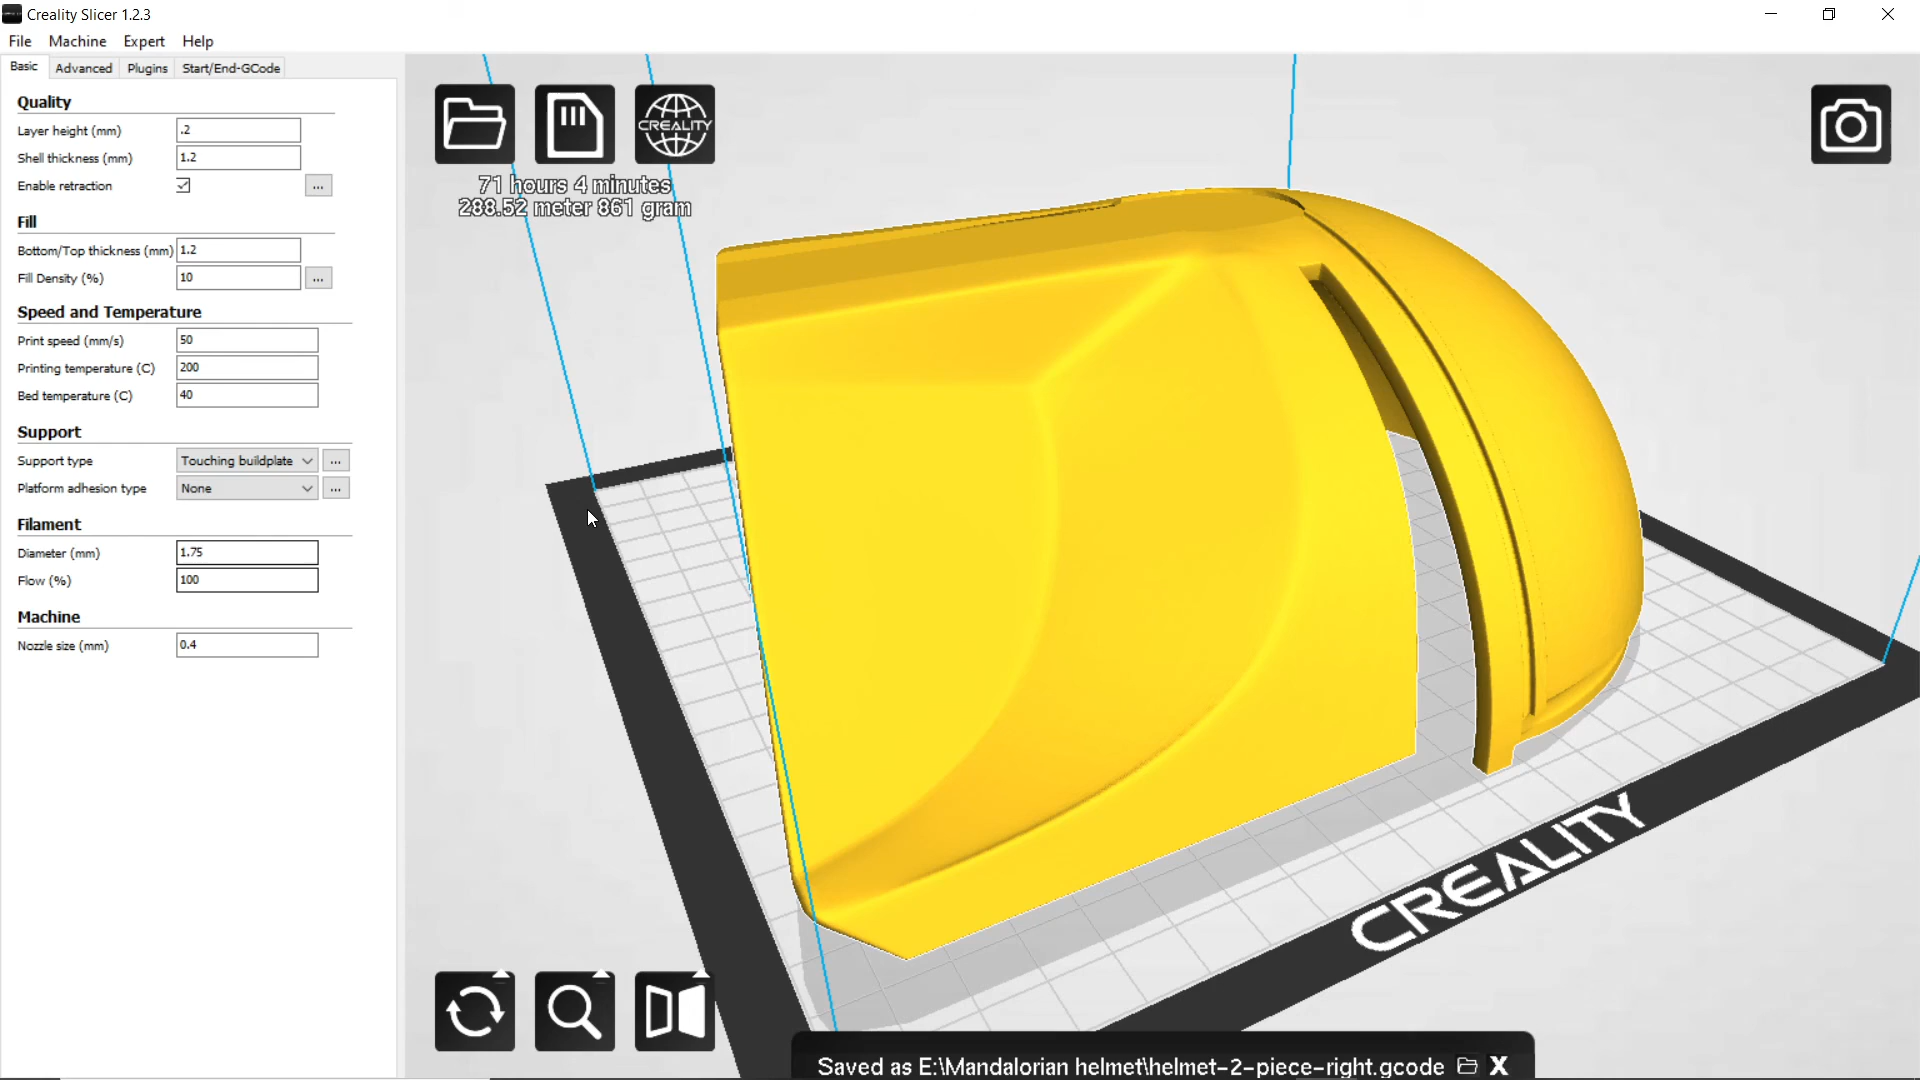 Creality Slicer 1.2.3
File Machine Expert Help
Basic Advanced Plugins Start/End-GCode
Quality
Layer height (mm) .2
Shell thickness (mm) 1.2
Enable retraction ...
Fill
Bottom/Top thickness (mm) 1.2
Fill Density (%) 10 ...
Speed and Temperature
Print speed (mm/s) 50
Printing temperature (C) 200
Bed temperature (C) 40
Support
Support type Touching buildplate ...
Platform adhesion type None ...
Filament
Diameter (mm) 1.75
Flow (%) 100
Machine
Nozzle size (mm) 0.4
CREALITY
71 hours 4 minutes
288.52 meter 861 gram
CREALITY
Saved as E:\Mandalorian helmet\helmet-2-piece-right.gcode X